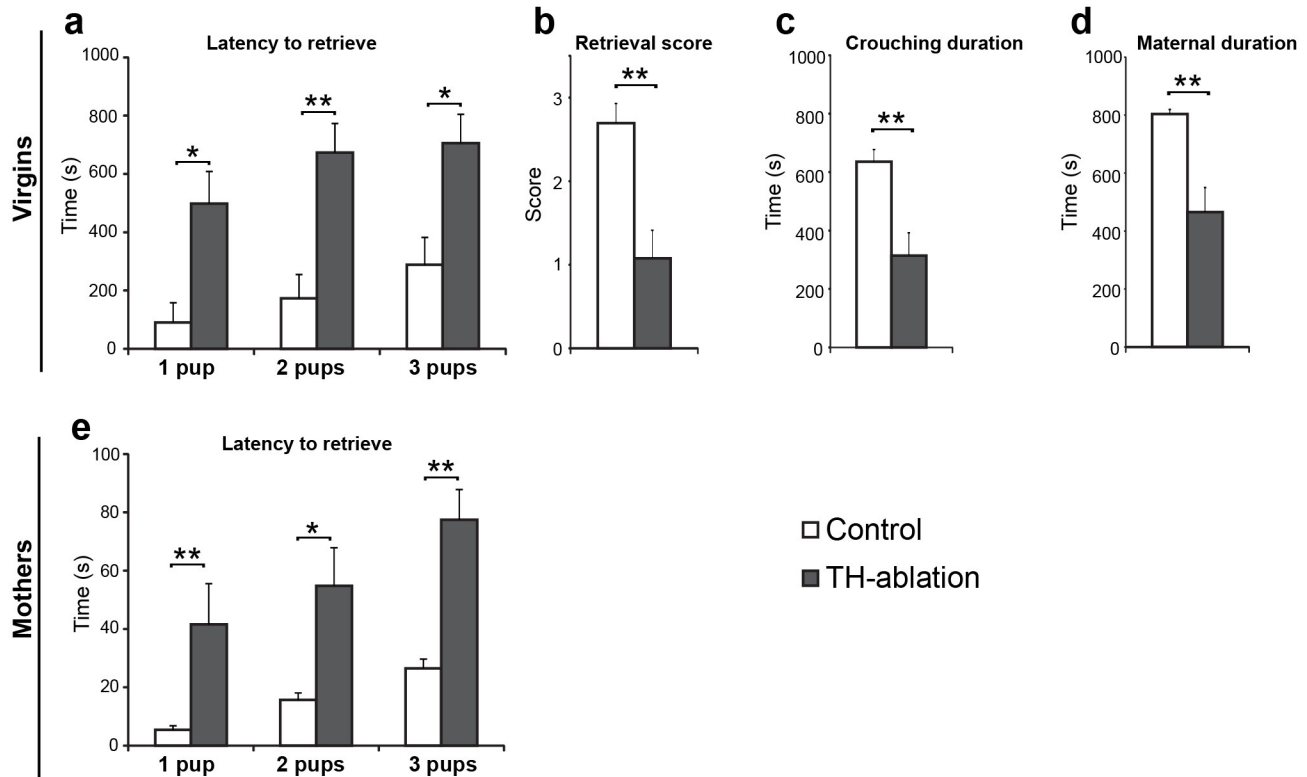 Virgins
a
Latency to retrieve
1000
800
600
400
200
0
Time (s)
*
**
*
1 pup
2 pups
3 pups
b
Retrieval score
3
2
1
0
Score
**
c
Crouching duration
1000
800
600
400
200
0
Time (s)
**
d
Maternal duration
1000
800
600
400
200
0
Time (s)
**
Mothers
e
Latency to retrieve
100
80
60
40
20
0
Time (s)
**
*
**
1 pup
2 pups
3 pups
Control
TH-ablation